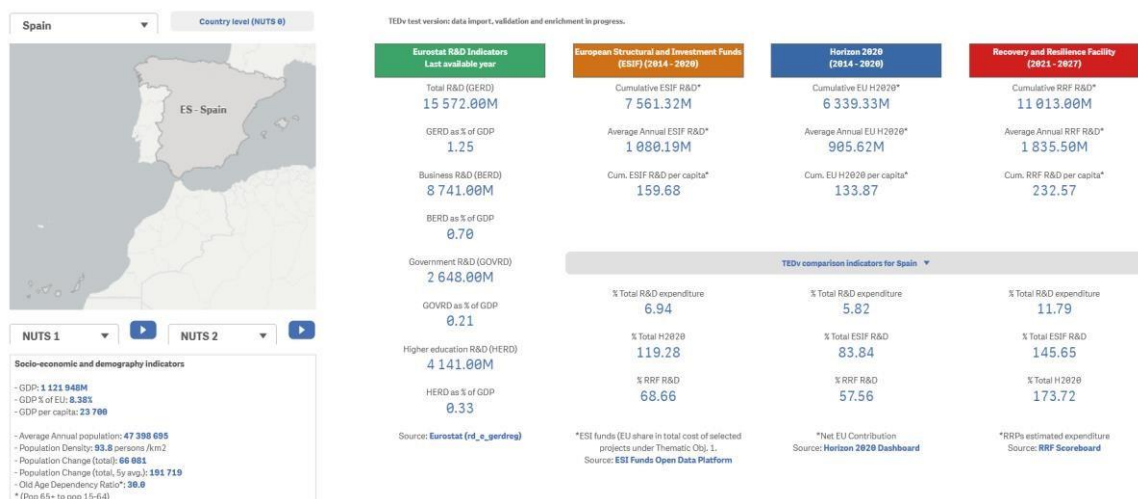 Spain
Country level (NUTS 0)
ES - Spain
NUTS 1
NUTS 2
Socio-economic and demography indicators
- GDP: 1 121 948M
- GDP % of EU: 8.38%
- GDP per capita: 23 700
- Average Annual population: 47 398 695
- Population Density: 93.8 persons /km2
- Population Change (total): 66 081
- Population Change (total, 5y avg.): 191 719
- Old Age Dependency Ratio*: 30.0
* (Pop 65+ to pop 15-64)
TEDv test version: data import, validation and enrichment in progress.
Eurostat R&D Indicators
Last available year
Total R&D (GERD)
15 572.00M
GERD as % of GDP
1.25
Business R&D (BERD)
8 741.00M
BERD as % of GDP
0.70
Government R&D (GOVRD)
2 648.00M
GOVRD as % of GDP
0.21
Higher education R&D (HERD)
4 141.00M
HERD as % of GDP
0.33
Source: Eurostat (rd_e_gerdreg)
European Structural and Investment Funds
(ESIF) (2014 - 2020)
Cumulative ESIF R&D*
7 561.32M
Average Annual ESIF R&D*
1 080.19M
Cum. ESIF R&D per capita*
159.68
Horizon 2020
(2014 - 2020)
Cumulative EU H2020*
6 339.33M
Average Annual EU H2020*
905.62M
Cum. EU H2020 per capita*
133.87
Recovery and Resilience Facility
(2021 - 2027)
Cumulative RRF R&D*
11 013.00M
Average Annual RRF R&D*
1 835.50M
Cum. RRF R&D per capita*
232.57
TEDv comparison indicators for Spain
% Total R&D expenditure
6.94
% Total H2020
119.28
% RRF R&D
68.66
*ESI funds (EU share in total cost of selected
projects under Thematic Obj. 1.
Source: ESI Funds Open Data Platform
% Total R&D expenditure
5.82
% Total ESIF R&D
83.84
% RRF R&D
57.56
*Net EU Contribution
Source: Horizon 2020 Dashboard
% Total R&D expenditure
11.79
% Total ESIF R&D
145.65
% Total H2020
173.72
*RRPs estimated expenditure
Source: RRF Scoreboard